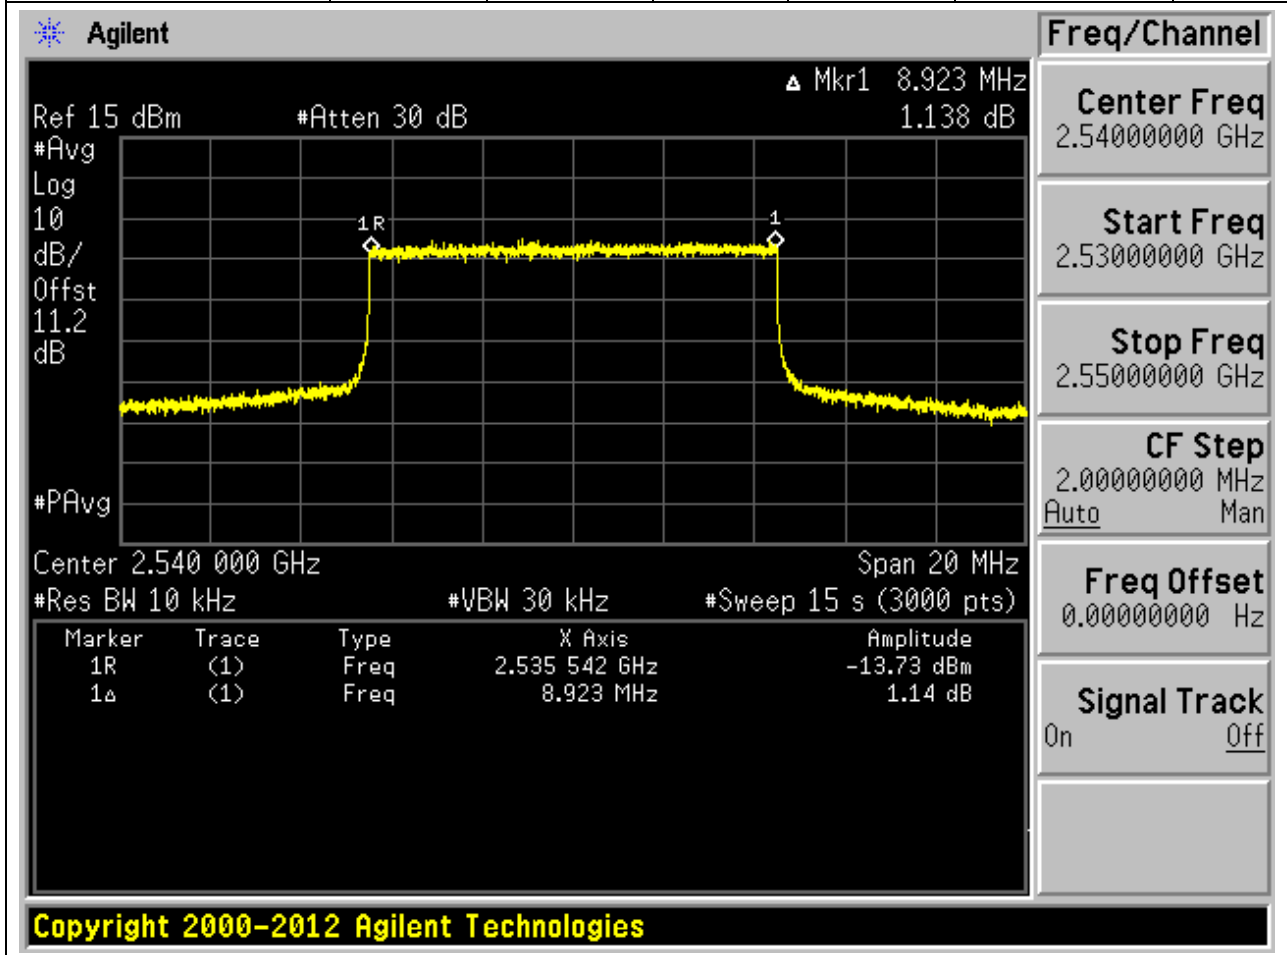 Agilent
Freq/Channel
Δ Mkr1 8.923 MHz
Ref 15 dBm #Atten 30 dB 1.138 dB
#Avg
Log
10
dB/
Offst
11.2
dB
1R
1
#PAvg
Center 2.540 000 GHz Span 20 MHz
#Res BW 10 kHz #VBW 30 kHz #Sweep 15 s (3000 pts)
Marker Trace Type X Axis Amplitude
1R (1) Freq 2.535 542 GHz -13.73 dBm
1Δ (1) Freq 8.923 MHz 1.14 dB
Center Freq
2.54000000 GHz
Start Freq
2.53000000 GHz
Stop Freq
2.55000000 GHz
CF Step
2.00000000 MHz
Auto Man
Freq Offset
0.00000000 Hz
Signal Track
On Off
Copyright 2000-2012 Agilent Technologies